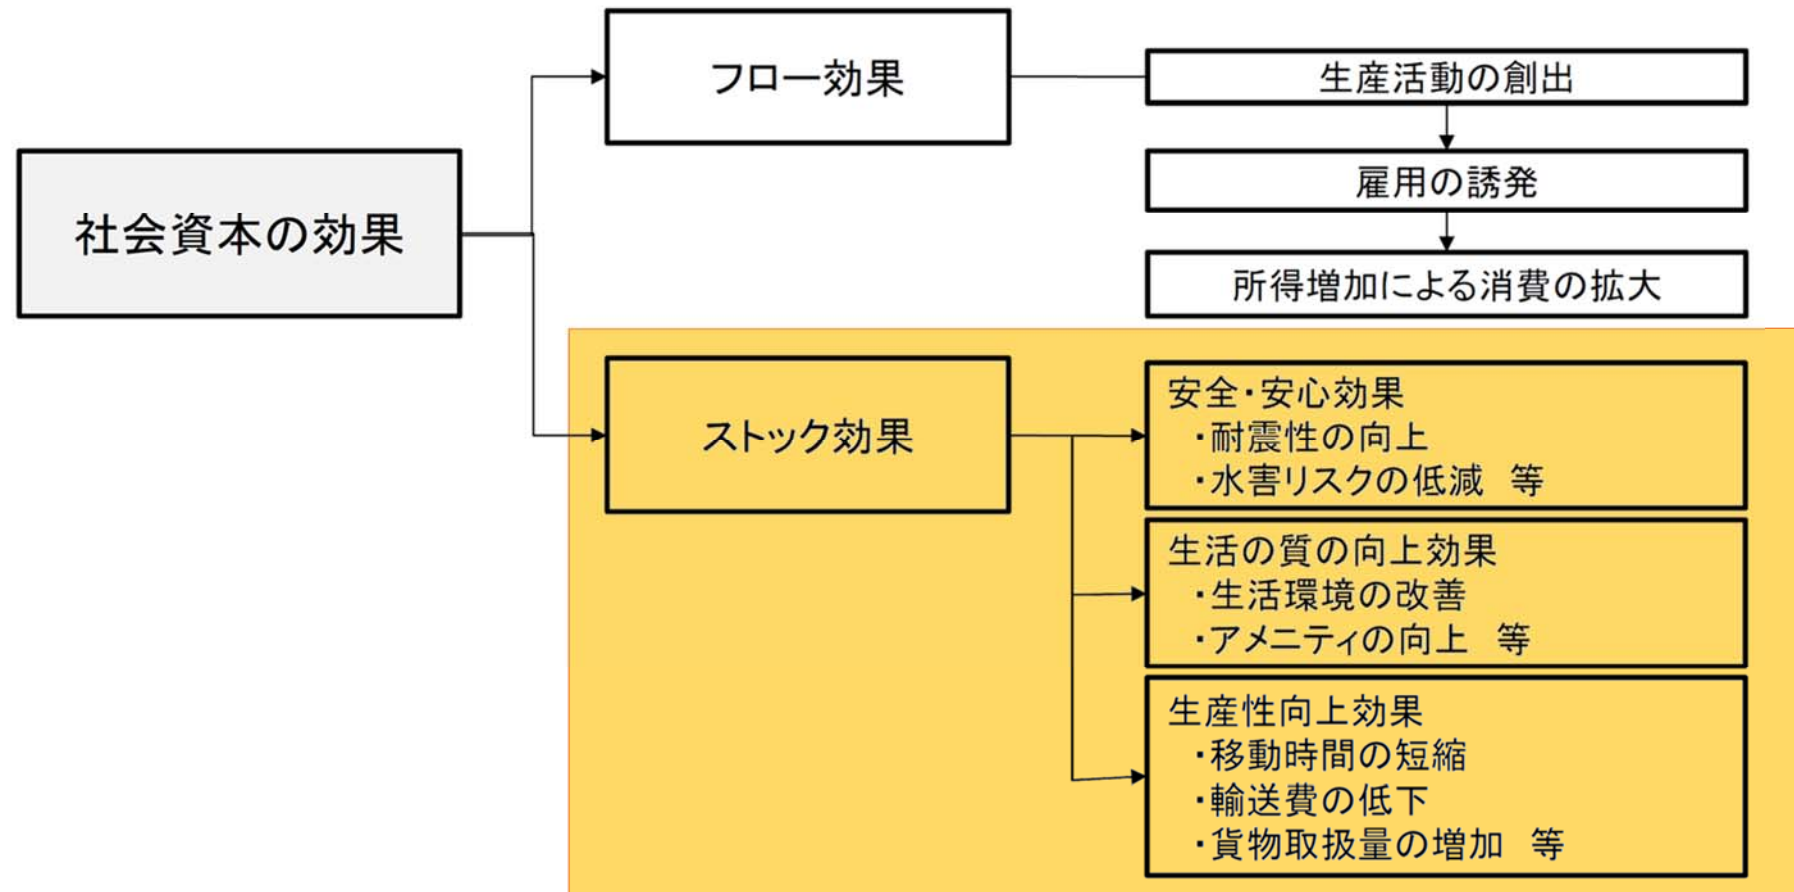 社会資本の効果
フロー効果
生産活動の創出
雇用の誘発
所得増加による消費の拡大
ストック効果
安全・安心効果
・耐震性の向上
・水害リスクの低減　等
生活の質の向上効果
・生活環境の改善
・アメニティの向上　等
生産性向上効果
・移動時間の短縮
・輸送費の低下
・貨物取扱量の増加　等